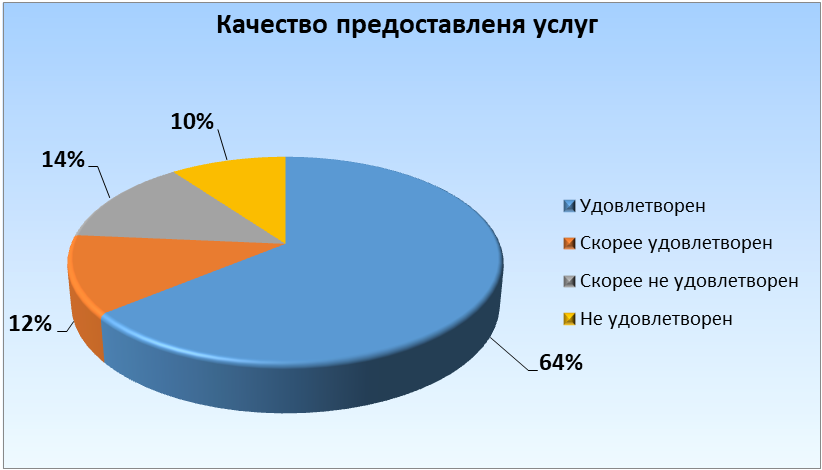 Качество предоставленя услуг
10%
14%
12%
64%
Удовлетворен
Скорее удовлетворен
Скорее не удовлетворен
Не удовлетворен